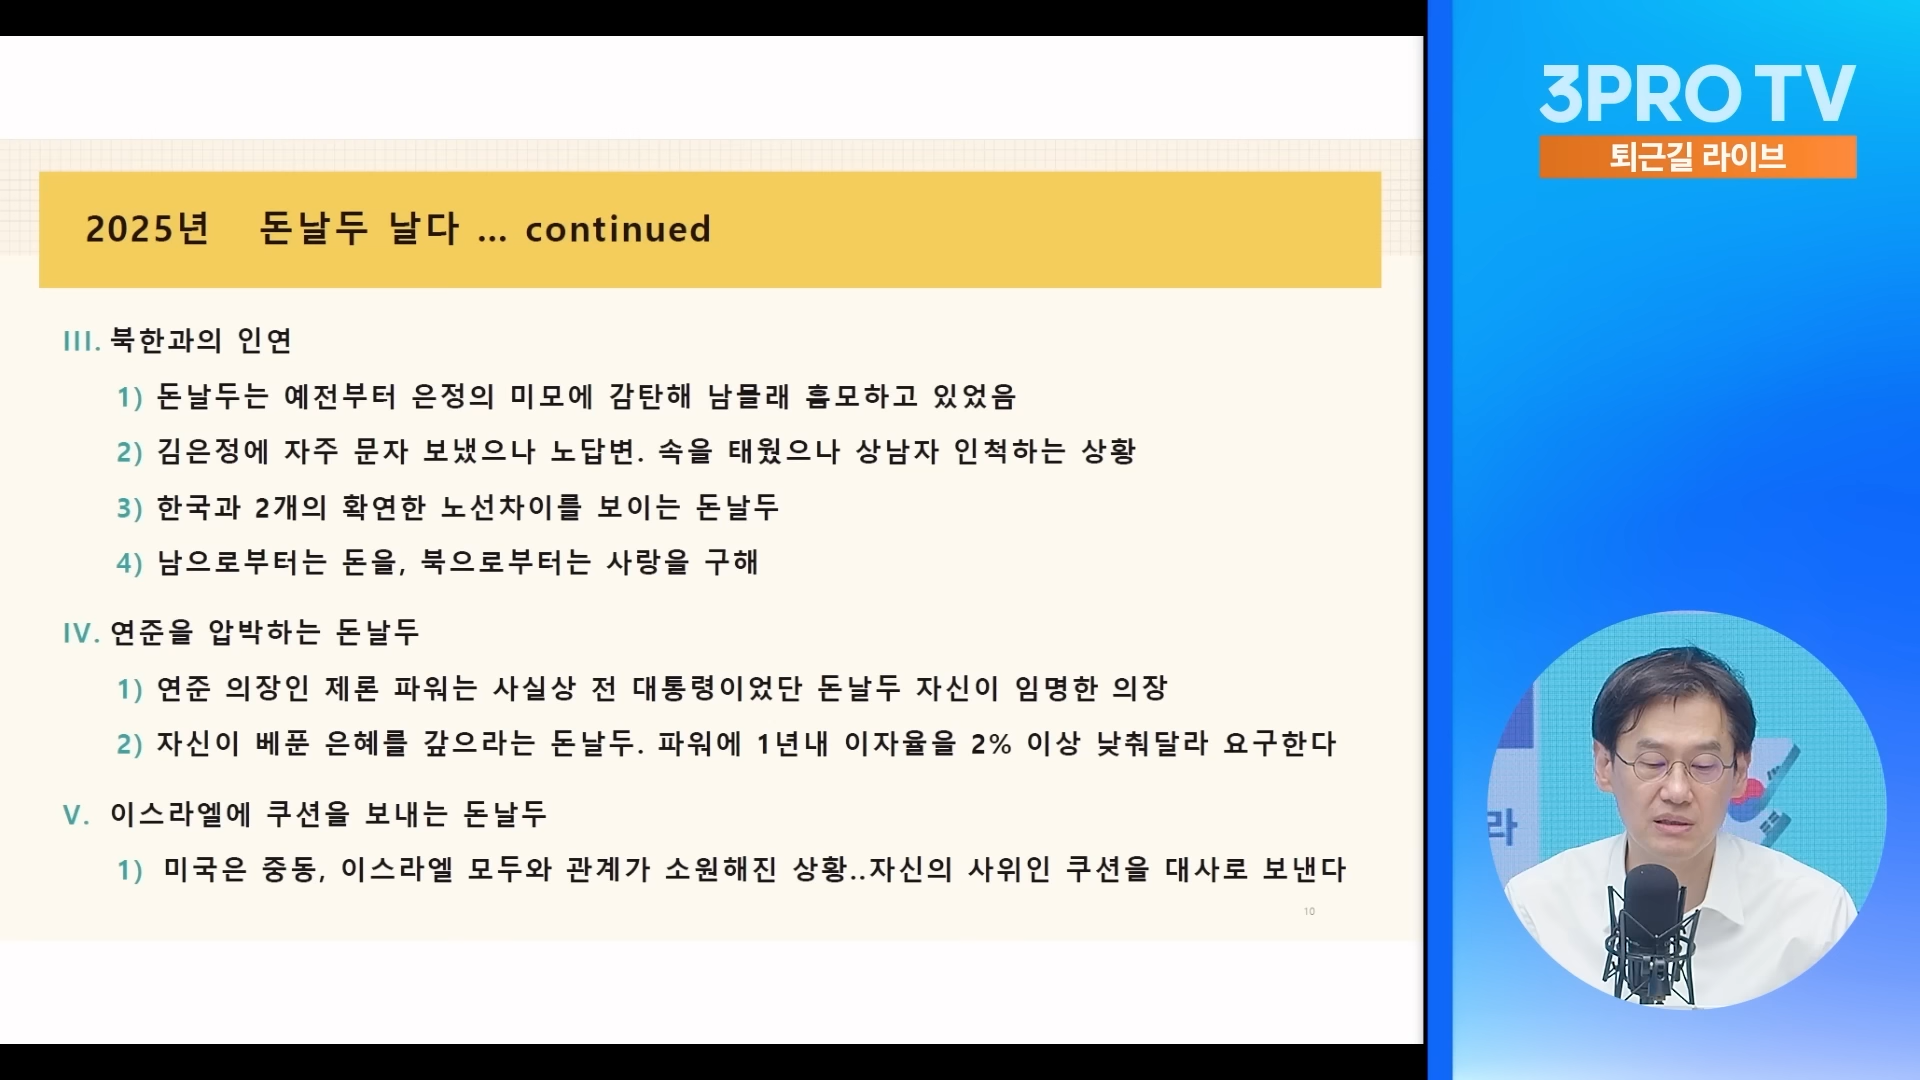 3PRO TV
퇴근길 라이브
2025년 돈날두 날다 ... continued
III. 북한과의 인연
1) 돈날두는 예전부터 은정의 미모에 감탄해 남몰래 흠모하고 있었음
2) 김은정에 자주 문자 보냈으나 노답변. 속을 태웠으나 상남자 인척하는 상황
3) 한국과 2개의 확연한 노선차이를 보이는 돈날두
4) 남으로부터는 돈을, 북으로부터는 사랑을 구해
IV. 연준을 압박하는 돈날두
1) 연준 의장인 제론 파워는 사실상 전 대통령이었단 돈날두 자신이 임명한 의장
2) 자신이 베푼 은혜를 갚으라는 돈날두. 파워에 1년내 이자율을 2% 이상 낮춰달라 요구한다
V. 이스라엘에 쿠션을 보내는 돈날두
1) 미국은 중동, 이스라엘 모두와 관계가 소원해진 상황..자신의 사위인 쿠션을 대사로 보낸다
10
라